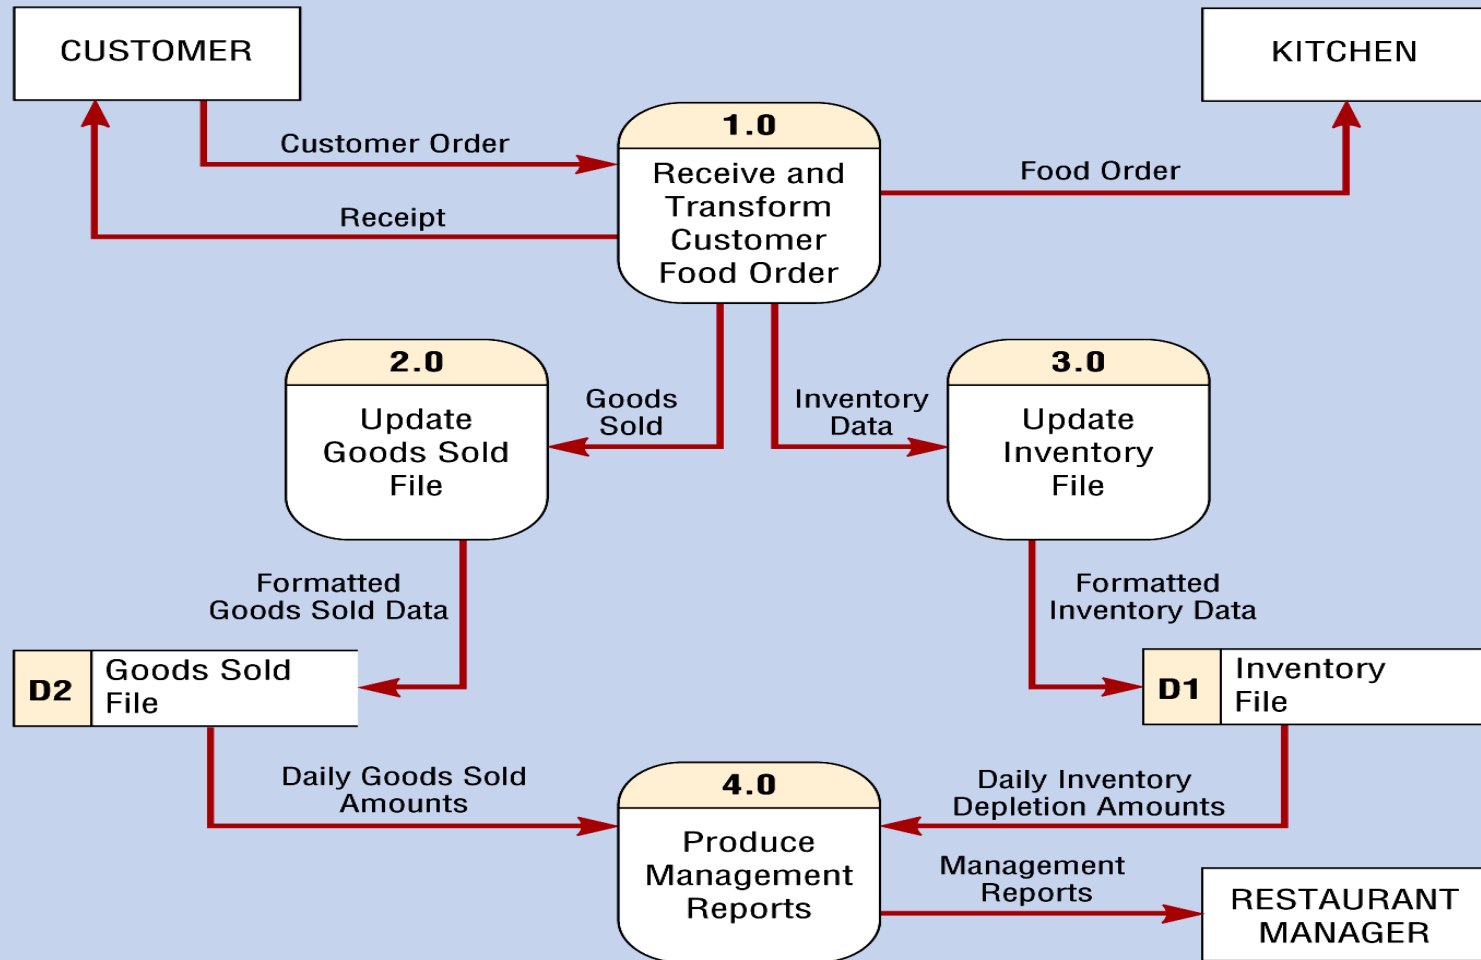 CUSTOMER
KITCHEN
Customer Order
Receipt
1.0
Receive and
Transform
Customer
Food Order
Food Order
2.0
Update
Goods Sold
File
Goods
Sold
Inventory
Data
3.0
Update
Inventory
File
Formatted
Goods Sold Data
Formatted
Inventory Data
D2
Goods Sold
File
D1
Inventory
File
Daily Goods Sold
Amounts
4.0
Produce
Management
Reports
Daily Inventory
Depletion Amounts
Management
Reports
RESTAURANT
MANAGER